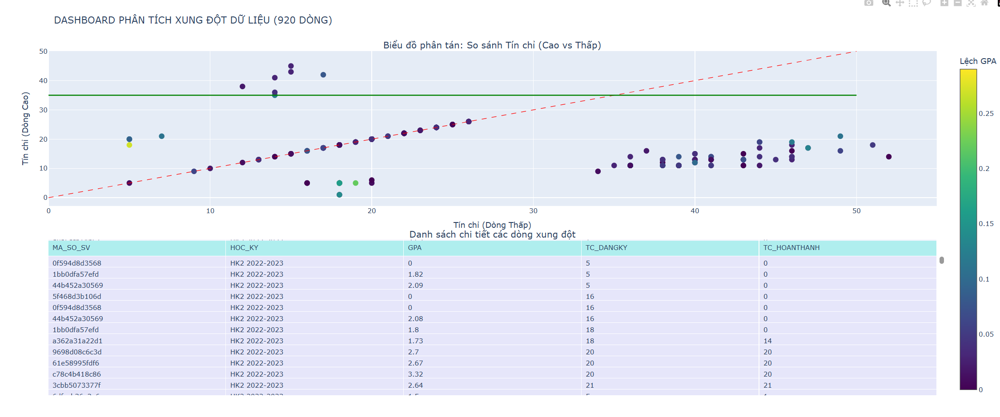 DASHBOARD PHÂN TÍCH XUNG ĐỘT DỮ LIỆU (920 DÒNG)
Biểu đồ phân tán: So sánh Tín chỉ (Cao vs Thấp)
Lệch GPA
Tín chỉ (Dòng Cao)
50
40
30
20
10
0
0
10
20
30
40
50
Tín chỉ (Dòng Thấp)
0.25
0.2
0.15
0.1
0.05
0
Danh sách chi tiết các dòng xung đột
MA_SO_SV HOC_KY GPA TC_DANGKY TC_HOANTHANH
0f594d8d3568 HK2 2022-2023 0 5 0
1bb0dfa57efd HK2 2022-2023 1.82 5 0
44b452a30569 HK2 2022-2023 2.09 5 0
5f468d3b106d HK2 2022-2023 0 16 0
0f594d8d3568 HK2 2022-2023 0 16 0
44b452a30569 HK2 2022-2023 2.08 16 0
1bb0dfa57efd HK2 2022-2023 1.8 18 0
a362a31a22d1 HK2 2022-2023 1.73 18 14
9698d08c6c3d HK2 2022-2023 2.7 20 20
61e58995fdf6 HK2 2022-2023 2.67 20 20
c78c4b418c86 HK2 2022-2023 3.32 20 20
3cbb5073377f HK2 2022-2023 2.64 21 21